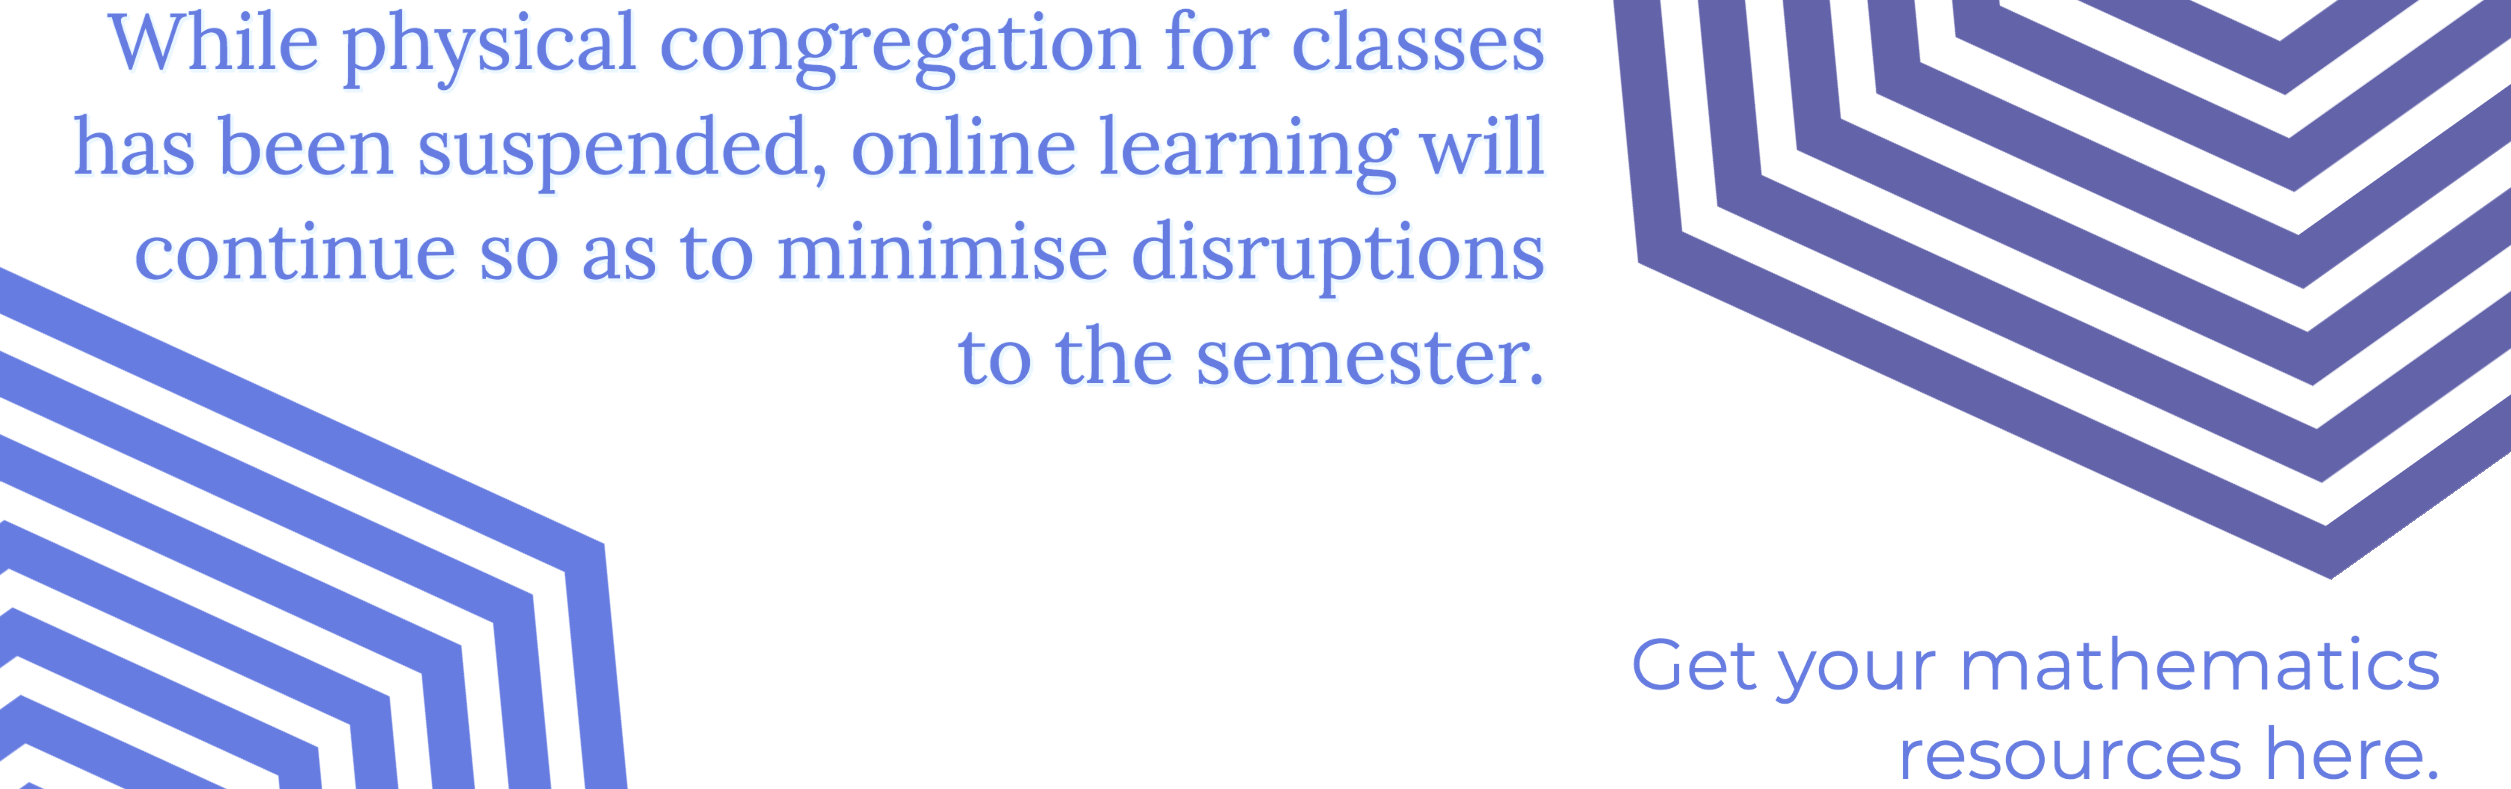 While physical congregation for classes
has been suspended, online learning will
continue so as to minimise disruptions
to the semester.
Get your mathematics
resources here.